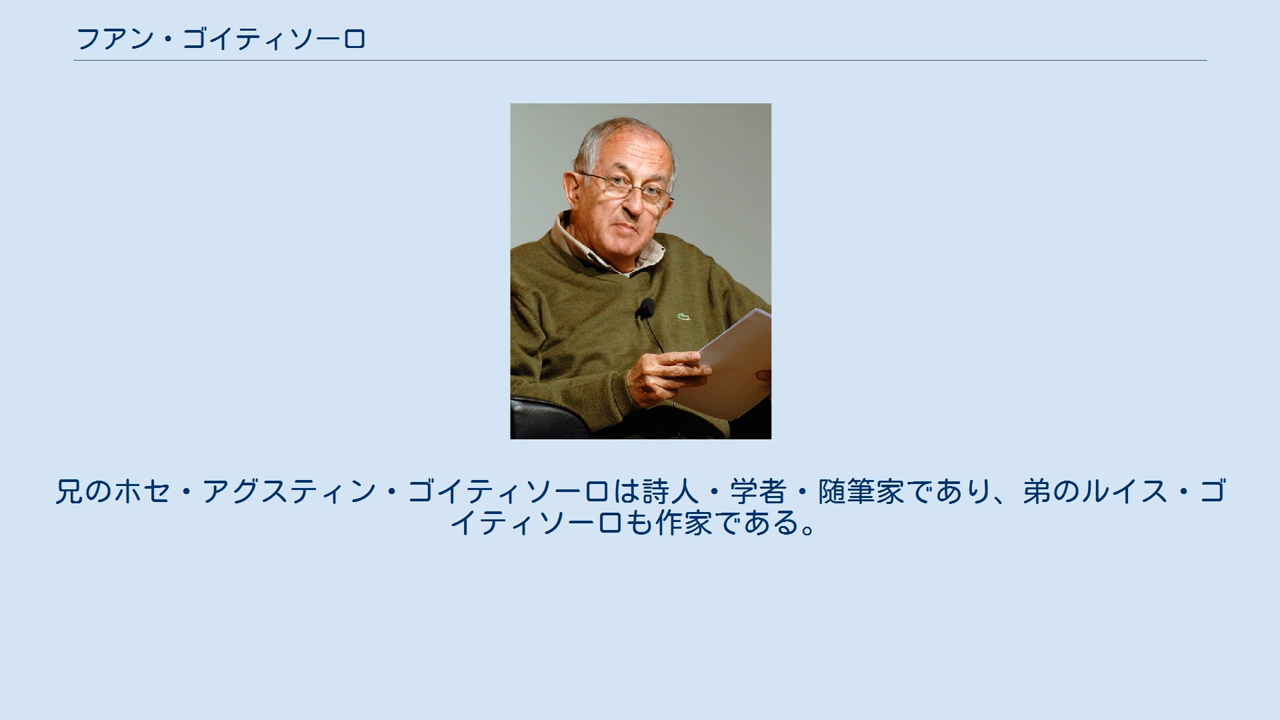 フアン・ゴイティソーロ
兄のホセ・アグスティン・ゴイティソーロは詩人・学者・随筆家であり、弟のルイス・ゴ
イティソーロも作家である。